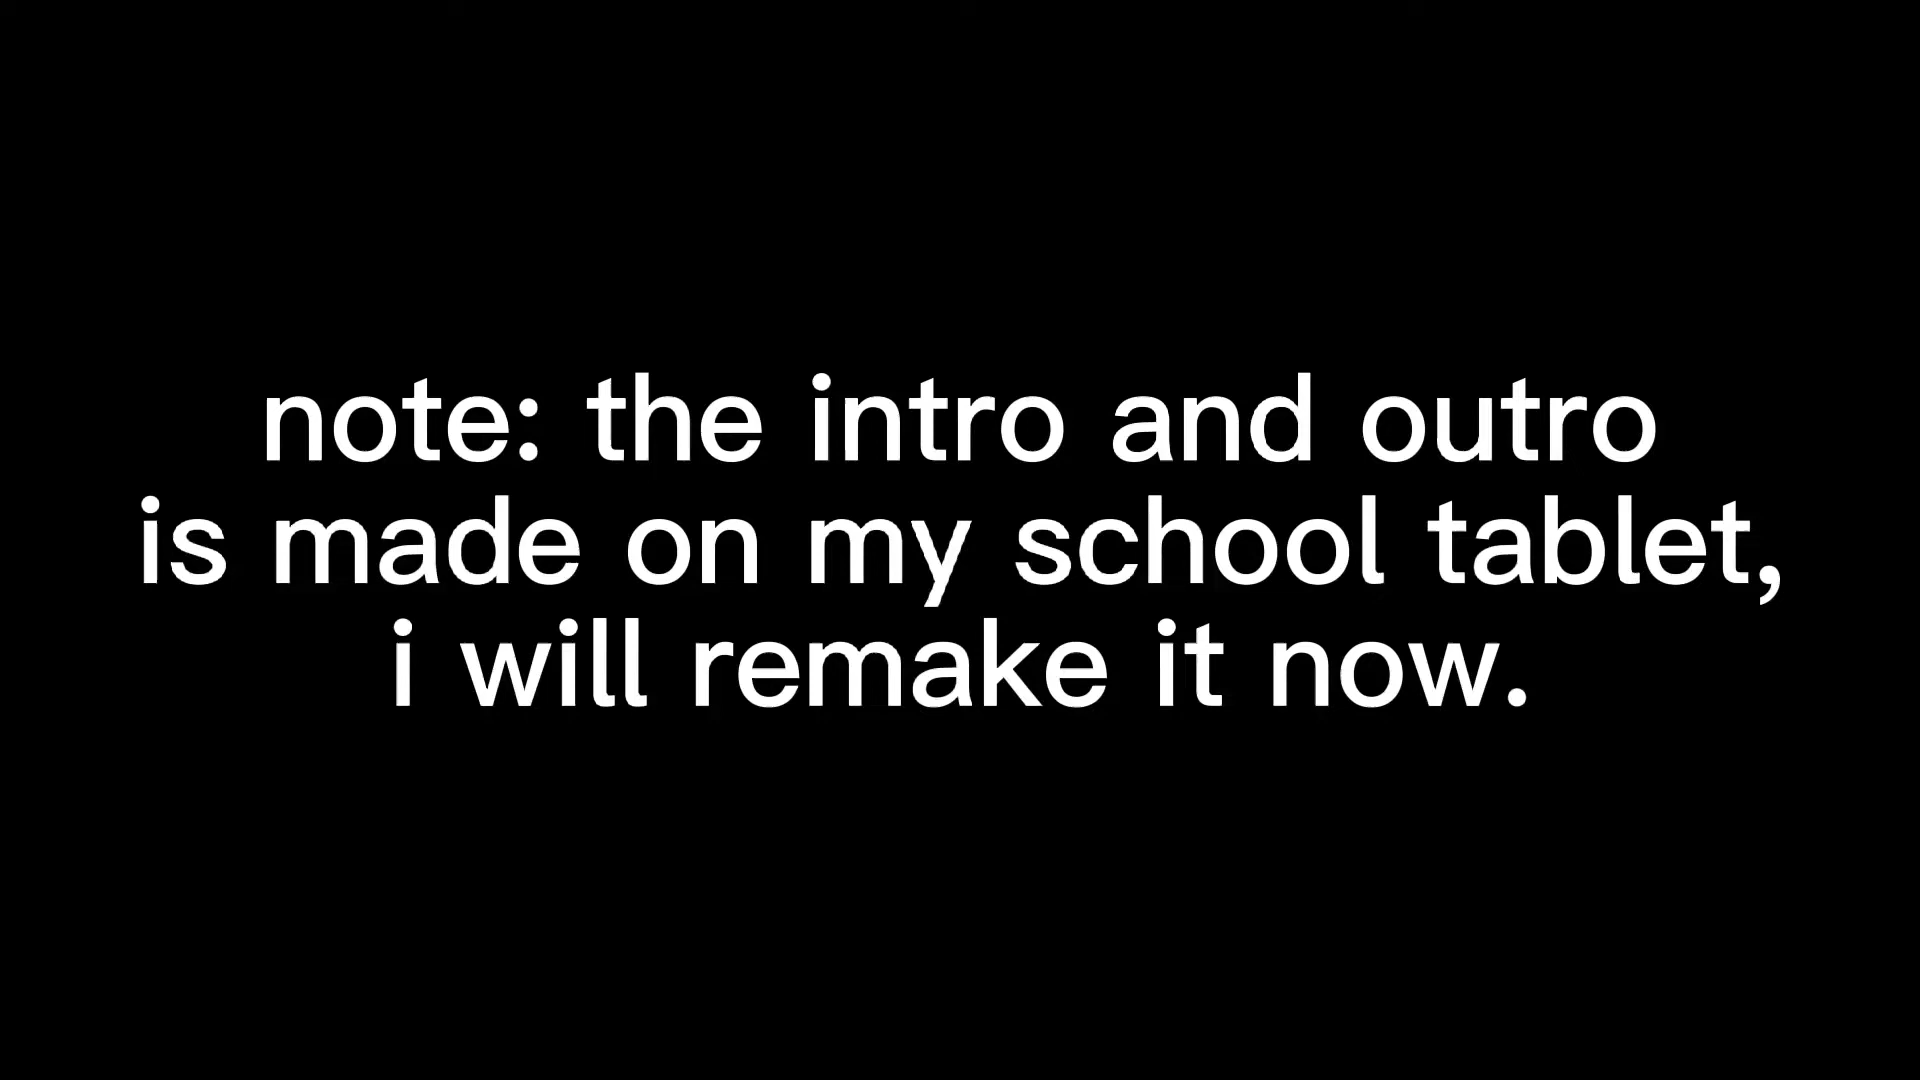 note: the intro and outro
is made on my school tablet,
i will remake it now.